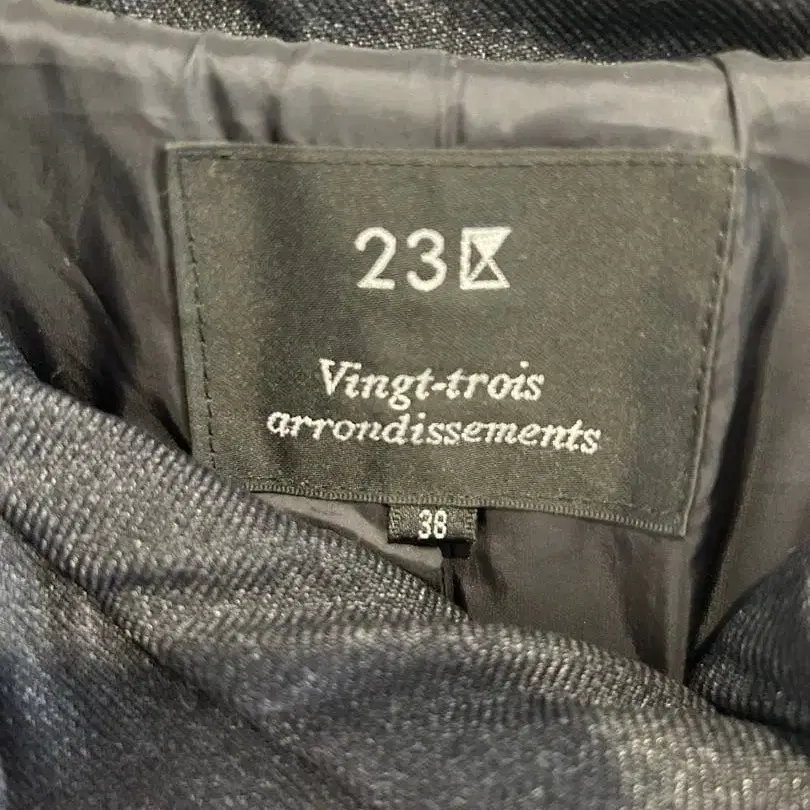 23区
Vingt-trois
arrondissements
38